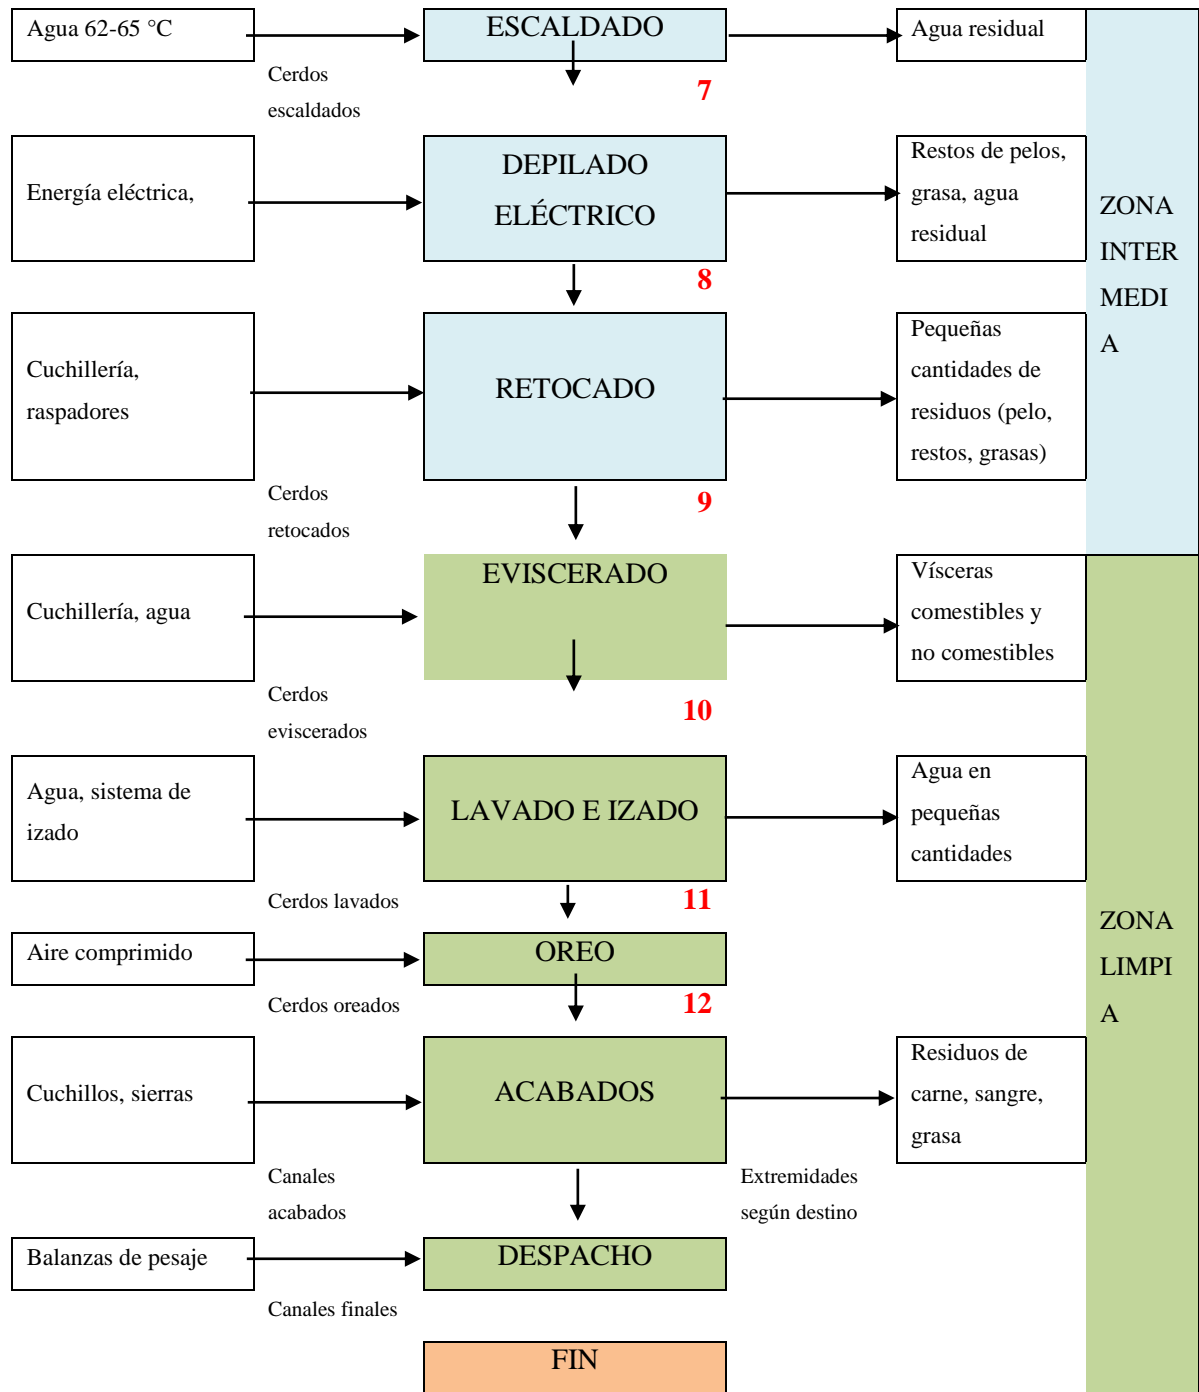 Agua 62-65 °C
ESCALDADO
Agua residual
Cerdos
escaldados
7
Energía eléctrica,
DEPILADO
ELÉCTRICO
Restos de pelos,
grasa, agua
residual
8
ZONA
INTER
MEDI
A
Cuchillería,
raspadores
RETOCADO
Pequeñas
cantidades de
residuos (pelo,
restos, grasas)
Cerdos
retocados
9
Cuchillería, agua
EVISCERADO
Vísceras
comestibles y
no comestibles
Cerdos
eviscerados
10
Agua, sistema de
izado
LAVADO E IZADO
Agua en
pequeñas
cantidades
Cerdos lavados
11
Aire comprimido
OREO
ZONA
LIMPI
A
Cerdos oreados
12
Cuchillos, sierras
ACABADOS
Residuos de
carne, sangre,
grasa
Canales
acabados
Extremidades
según destino
Balanzas de pesaje
DESPACHO
Canales finales
FIN